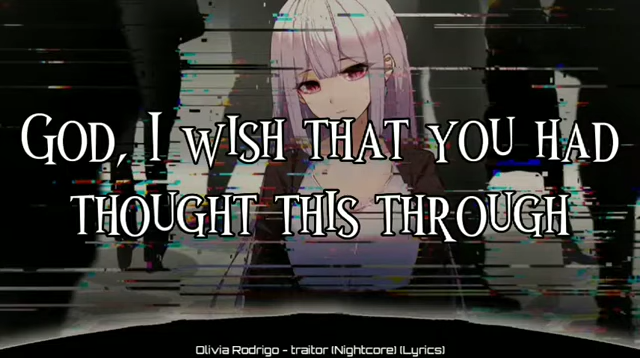 God, I wish that you had
thought this through
Olivia Rodrigo - traitor (Nightcore) (Lyrics)